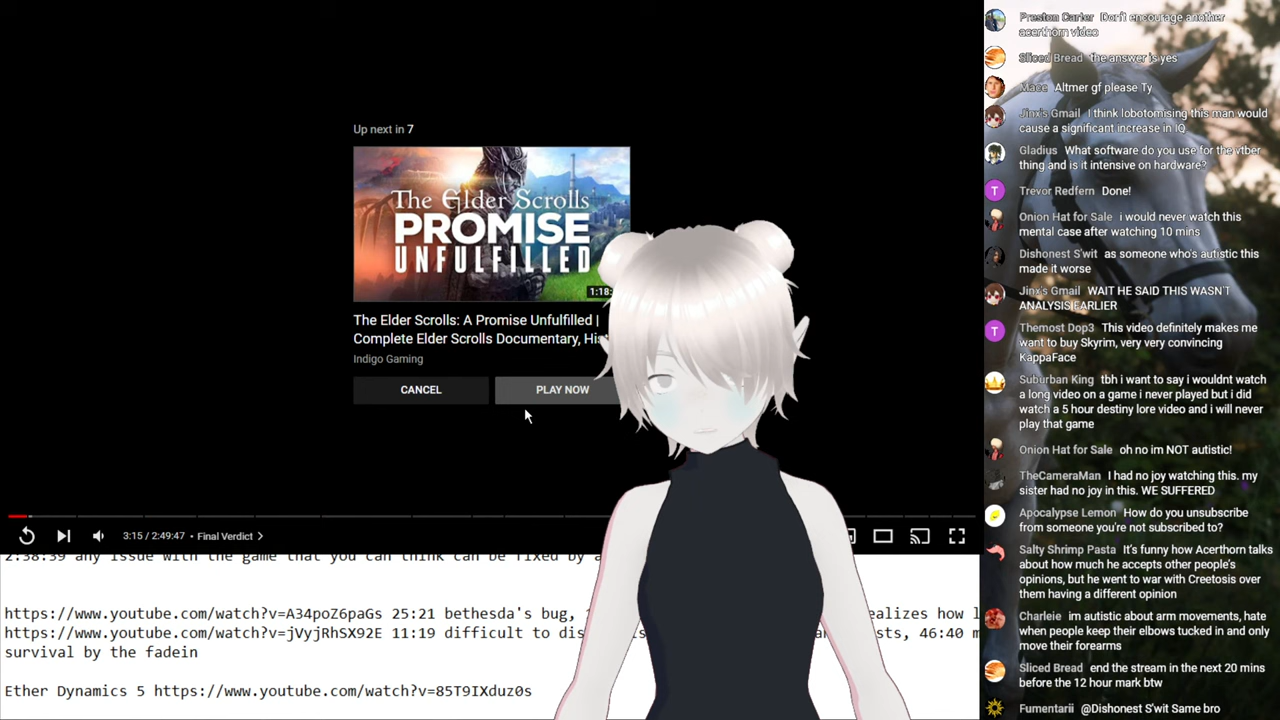 Up next in 7
The Elder Scrolls
PROMISE
UNFULFILLED
1:18:
The Elder Scrolls: A Promise Unfulfilled |
Complete Elder Scrolls Documentary, His
Indigo Gaming
CANCEL
PLAY NOW
3:15 / 2:49:47 • Final Verdict >
2:38:39 any issue with the game that you can think can be fixed by a
https://www.youtube.com/watch?v=A34poZ6paGs 25:21 bethesda's bug,
ealizes how l
https://www.youtube.com/watch?v=jVyjRhSX92E 11:19 difficult to dis
sts, 46:40 m
survival by the fadein
Ether Dynamics 5 https://www.youtube.com/watch?v=85T9IXduz0s
Preston Carier Don't encourage another
acerthorn video
Sliced Bread the answer is yes
Mace Altmer gf please Ty
Jinx's Gmail I think lobotomising this man would
cause a significant increase in IQ
Gladius What software do you use for the vtber
thing and is it intensive on hardware?
T Trevor Redfern Done!
Onion Hat for Sale i would never watch this
mental case after watching 10 mins
Dishonest S'wit as someone who's autistic this
made it worse
Jinx's Gmail WAIT HE SAID THIS WASN'T
ANALYSIS EARLIER
T Themost Dop3 This video definitely makes me
want to buy Skyrim, very very convincing
KappaFace
Suburban King tbh i want to say i wouldnt watch
a long video on a game i never played but i did
watch a 5 hour destiny lore video and i will never
play that game
Onion Hat for Sale oh no im NOT autistic!
TheCameraMan I had no joy watching this. my
sister had no joy in this. WE SUFFERED
Apocalypse Lemon How do you unsubscribe
from someone you're not subscribed to?
Salty Shrimp Pasta It's funny how Acerthorn talks
about how much he accepts other people's
opinions, but he went to war with Creetosis over
them having a different opinion
Charleie im autistic about arm movements, hate
when people keep their elbows tucked in and only
move their forearms
Sliced Bread end the stream in the next 20 mins
before the 12 hour mark btw
Fumentarii @Dishonest S'wit Same bro